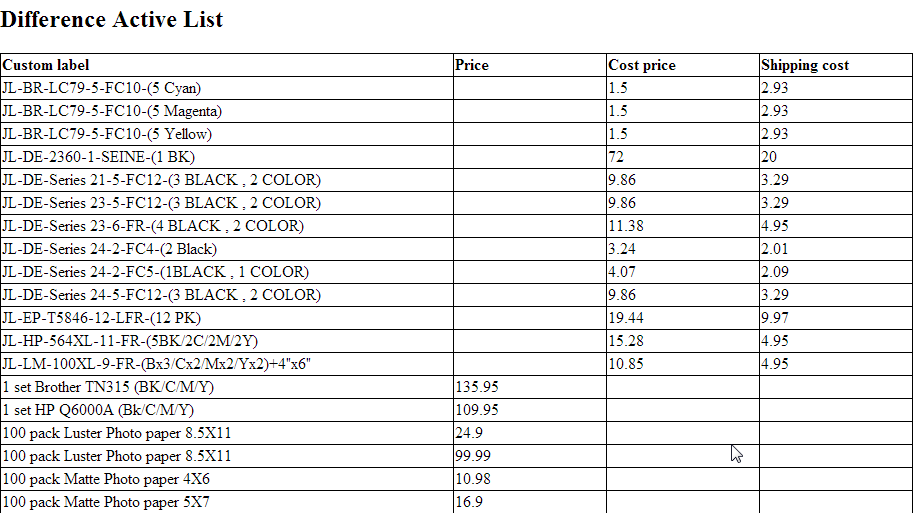 Difference Active List
Custom label Price Cost price Shipping cost
JL-BR-LC79-5-FC10-(5 Cyan) 1.5 2.93
JL-BR-LC79-5-FC10-(5 Magenta) 1.5 2.93
JL-BR-LC79-5-FC10-(5 Yellow) 1.5 2.93
JL-DE-2360-1-SEINE-(1 BK) 72 20
JL-DE-Series 21-5-FC12-(3 BLACK , 2 COLOR) 9.86 3.29
JL-DE-Series 23-5-FC12-(3 BLACK , 2 COLOR) 9.86 3.29
JL-DE-Series 23-6-FR-(4 BLACK , 2 COLOR) 11.38 4.95
JL-DE-Series 24-2-FC4-(2 Black) 3.24 2.01
JL-DE-Series 24-2-FC5-(1BLACK , 1 COLOR) 4.07 2.09
JL-DE-Series 24-5-FC12-(3 BLACK , 2 COLOR) 9.86 3.29
JL-EP-T5846-12-LFR-(12 PK) 19.44 9.97
JL-HP-564XL-11-FR-(5BK/2C/2M/2Y) 15.28 4.95
JL-LM-100XL-9-FR-(Bx3/Cx2/Mx2/Yx2)+4"x6" 10.85 4.95
1 set Brother TN315 (BK/C/M/Y) 135.95
1 set HP Q6000A (Bk/C/M/Y) 109.95
100 pack Luster Photo paper 8.5X11 24.9
100 pack Luster Photo paper 8.5X11 99.99
100 pack Matte Photo paper 4X6 10.98
100 pack Matte Photo paper 5X7 16.9